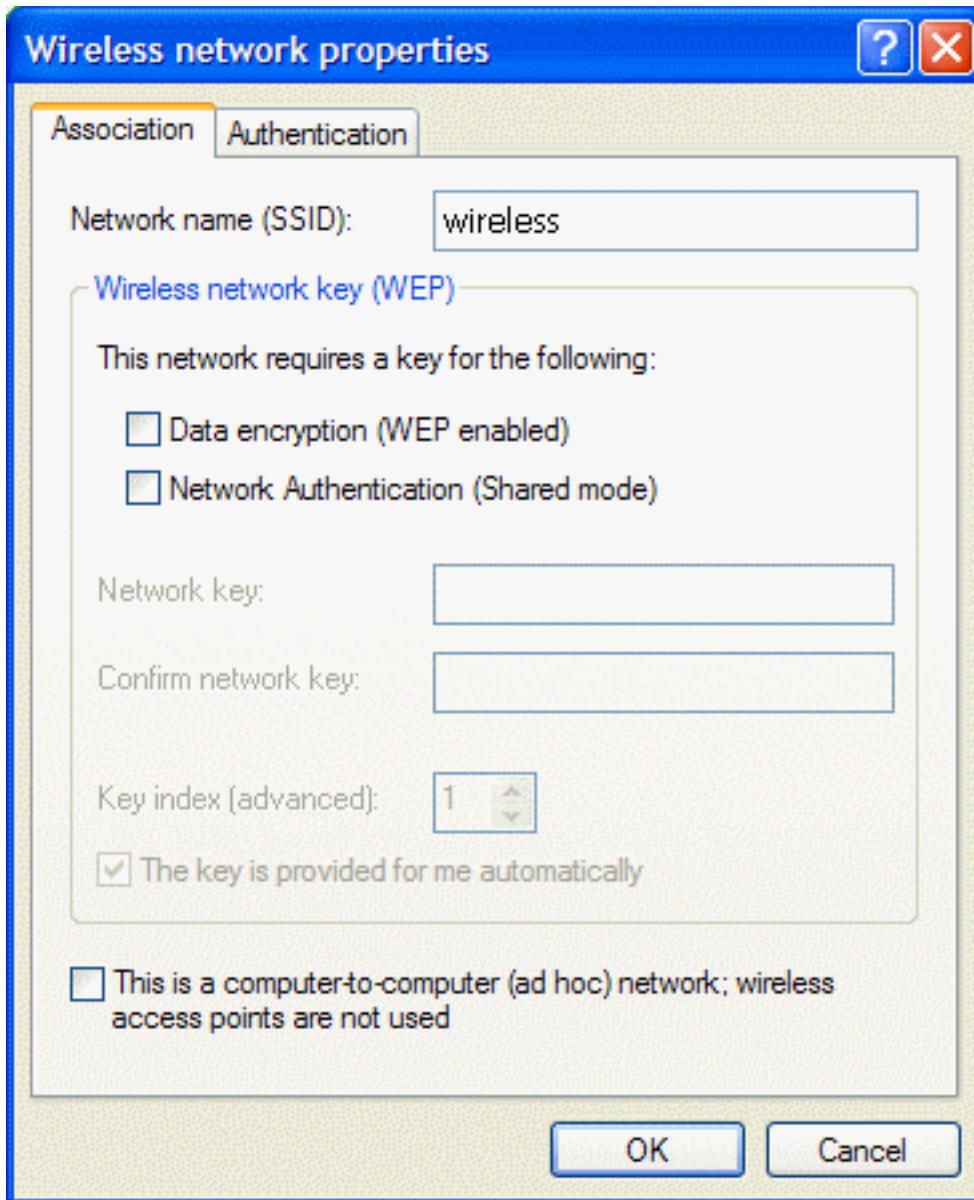 Wireless network properties
Association Authentication
Network name (SSID): wireless
Wireless network key (WEP)
This network requires a key for the following:
Data encryption (WEP enabled)
Network Authentication (Shared mode)
Network key:
Confirm network key:
Key index (advanced): 1
The key is provided for me automatically
This is a computer-to-computer (ad hoc) network; wireless
access points are not used
OK Cancel